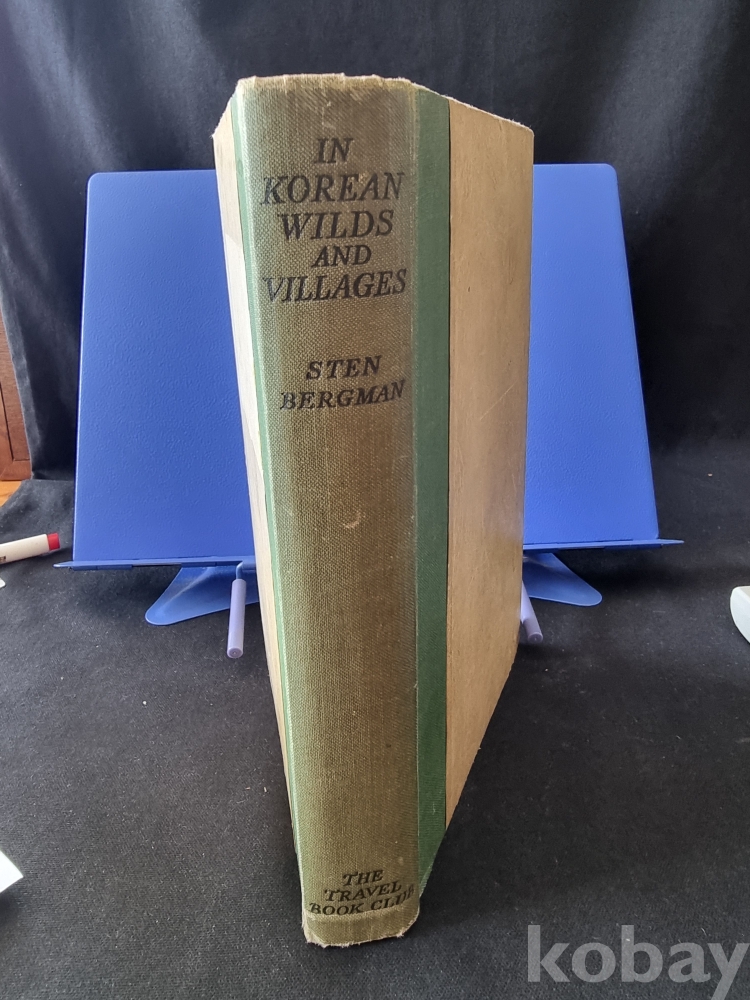 IN
KOREAN
WILDS
AND
VILLAGES
STEN
BERGMAN
THE
TRAVEL
BOOK CLUB
kobay